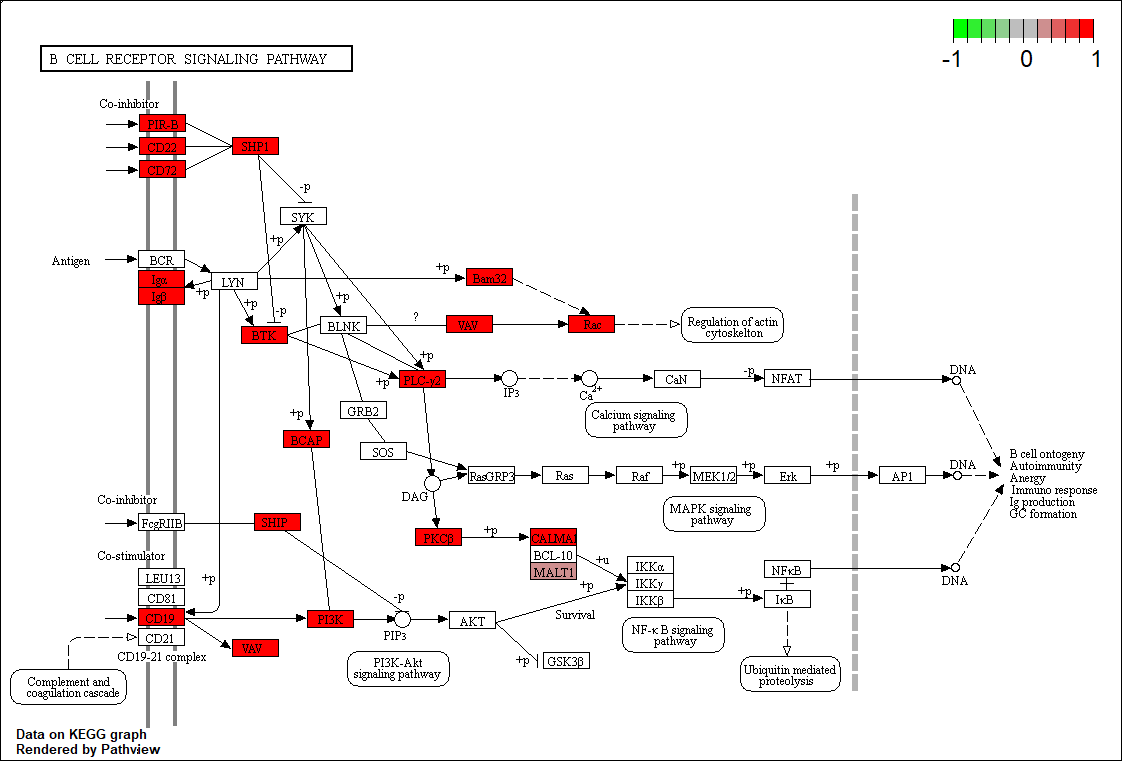 B CELL RECEPTOR SIGNALING PATHWAY
-1 0 1
Co-inhibitor
PIR-B
CD22
CD72
SHP1
-p
SYK
+p
Antigen
BCR
Igα
Igβ
+p
LYN
+p
+p
Bam32
-p
BTK
+p
BLNK
?
VAV
Rac
Regulation of actin
cytoskelton
+p
+p
PLC-γ2
IP3
Ca2+
CaN
-p
NFAT
DNA
Calcium signaling
pathway
GRB2
+p
BCAP
SOS
DAG
RasGRP3
Ras
Raf
+p
MEK1/2
+p
Erk
+p
AP1
DNA
MAPK signaling
pathway
B cell ontogeny
Autoimmunity
Anergy
Immuno response
Ig production
GC formation
Co-inhibitor
FcgRIIB
SHIP
PKCβ
+p
CALMA
BCL-10
MALT1
+u
+p
IKKα
IKKγ
IKKβ
+p
NFκB
IκB
DNA
Co-stimulator
LEU13
CD81
CD19
CD21
CD19-21 complex
+p
VAV
PI3K
-p
PIP3
AKT
Survival
+p
GSK3β
PI3K-Akt
signaling pathway
NF-κ B signaling
pathway
Ubiquitin mediated
proteolysis
Complement and
coagulation cascade
Data on KEGG graph
Rendered by Pathview